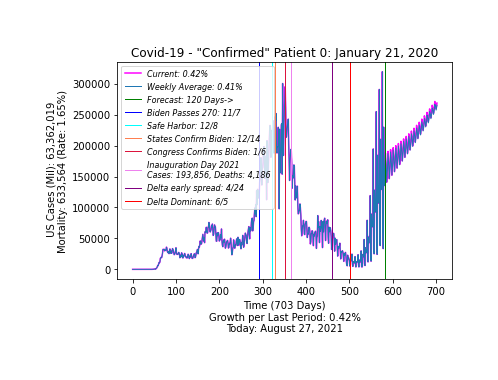 Covid-19 - "Confirmed" Patient 0: January 21, 2020
US Cases (Mil): 63,362,019
Mortality: 633,564 (Rate: 1.65%)
300000
250000
200000
150000
100000
50000
0
Current: 0.42%
Weekly Average: 0.41%
Forecast: 120 Days->
Biden Passes 270: 11/7
Safe Harbor: 12/8
States Confirm Biden: 12/14
Congress Confirms Biden: 1/6
Inauguration Day 2021
Cases: 193,856, Deaths: 4,186
Delta early spread: 4/24
Delta Dominant: 6/5
0 100 200 300 400 500 600 700
Time (703 Days)
Growth per Last Period: 0.42%
Today: August 27, 2021